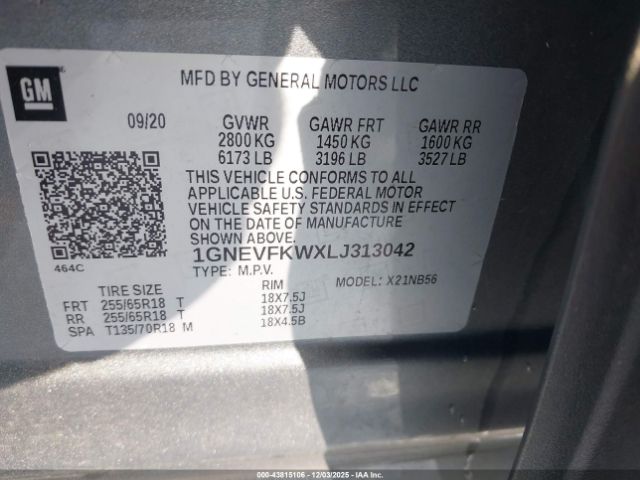 GM
MFD BY GENERAL MOTORS LLC
09/20 GVWR GAWR FRT GAWR RR
2800 KG 1450 KG 1600 KG
6173 LB 3196 LB 3527 LB
THIS VEHICLE CONFORMS TO ALL
APPLICABLE U.S. FEDERAL MOTOR
VEHICLE SAFETY STANDARDS IN EFFECT
ON THE DATE OF MANUFACTURE
SHOWN ABOVE.
1GNEVFKWXLJ313042
464C
TYPE: M.P.V. MODEL: X21NB56
TIRE SIZE RIM
FRT 255/65R18 T 18X7.5J
RR 255/65R18 T 18X7.5J
SPA T135/70R18 M 18X4.5B
000-43815106 - 12/03/2025 - IAA Inc.